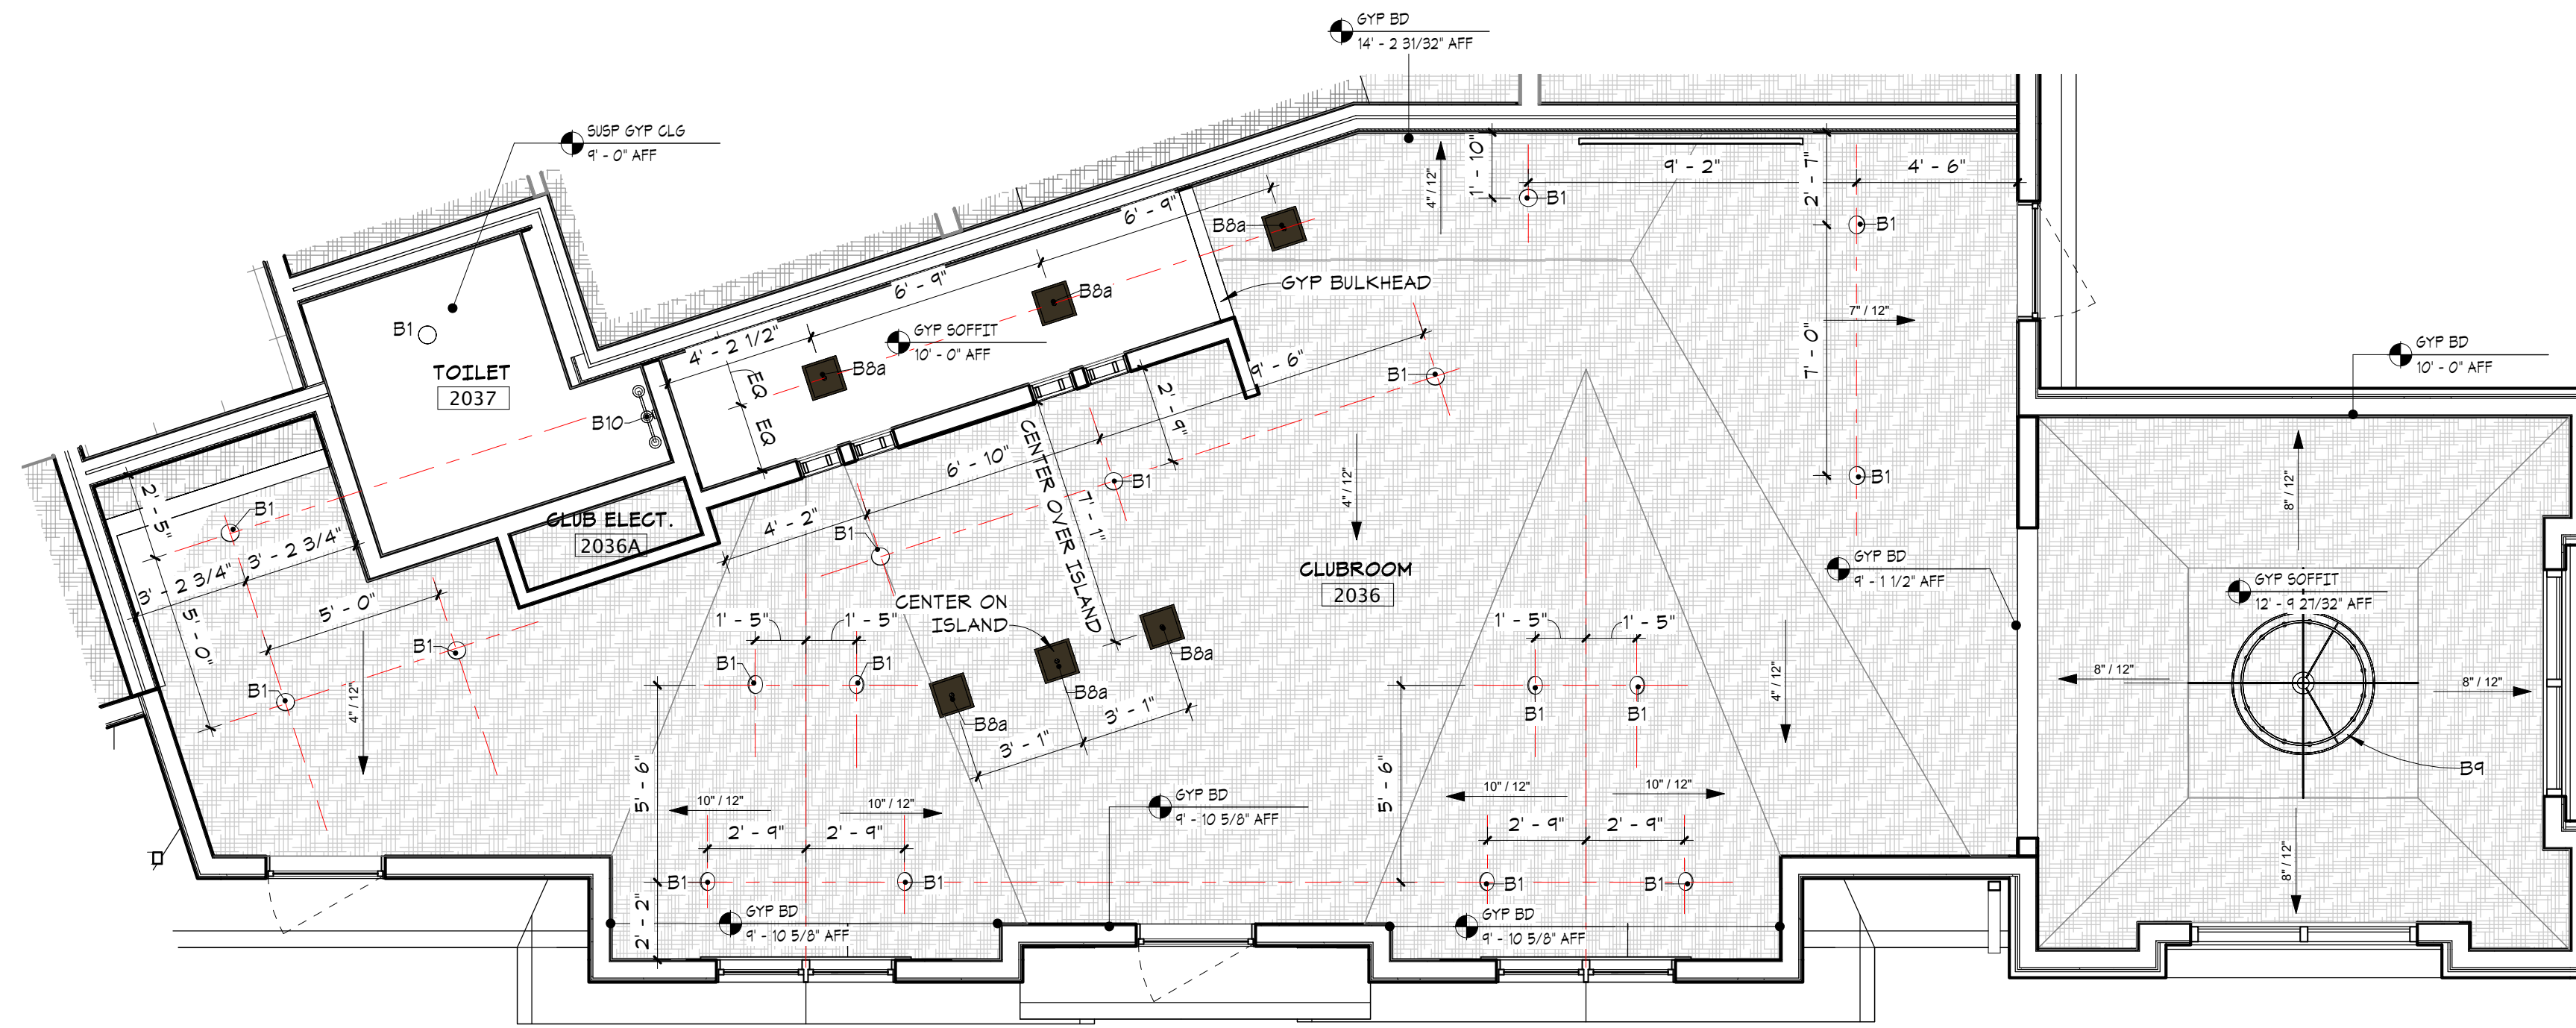 GYP BD
14' - 2 31/32" AFF
SUSP GYP CLG
9' - 0" AFF
1' - 10"
4" / 12"
9' - 2"
2' - 7"
4' - 6"
B1
B1
6' - 9"
B8a
6' - 9"
B8a
GYP BULKHEAD
7" / 12"
7' - 0"
B1
GYP SOFFIT
10' - 0" AFF
4' - 2 1/2"
B8a
EQ
EQ
B1
TOILET
2037
B10
9' - 6"
B1
2' - 9"
GYP BD
10' - 0" AFF
6' - 10"
B1
CENTER OVER ISLAND
7' - 1"
4" / 12"
8" / 12"
2' - 5"
B1
CLUB ELECT.
2036A
4' - 2"
B1
3' - 2 3/4"
3' - 2 3/4"
5' - 0"
5' - 0"
CLUBROOM
2036
GYP BD
9' - 1 1/2" AFF
GYP SOFFIT
12' - 9 27/32" AFF
CENTER ON
ISLAND
1' - 5"
1' - 5"
1' - 5"
1' - 5"
B1
B1
B1
B1
B8a
B8a
B8a
4" / 12"
4" / 12"
8" / 12"
8" / 12"
B1
B1
3' - 1"
3' - 1"
5' - 6"
5' - 6"
B9
10" / 12"
10" / 12"
10" / 12"
10" / 12"
GYP BD
9' - 10 5/8" AFF
2' - 9"
2' - 9"
2' - 9"
2' - 9"
8" / 12"
B1
B1
B1
B1
2' - 2"
GYP BD
9' - 10 5/8" AFF
GYP BD
9' - 10 5/8" AFF